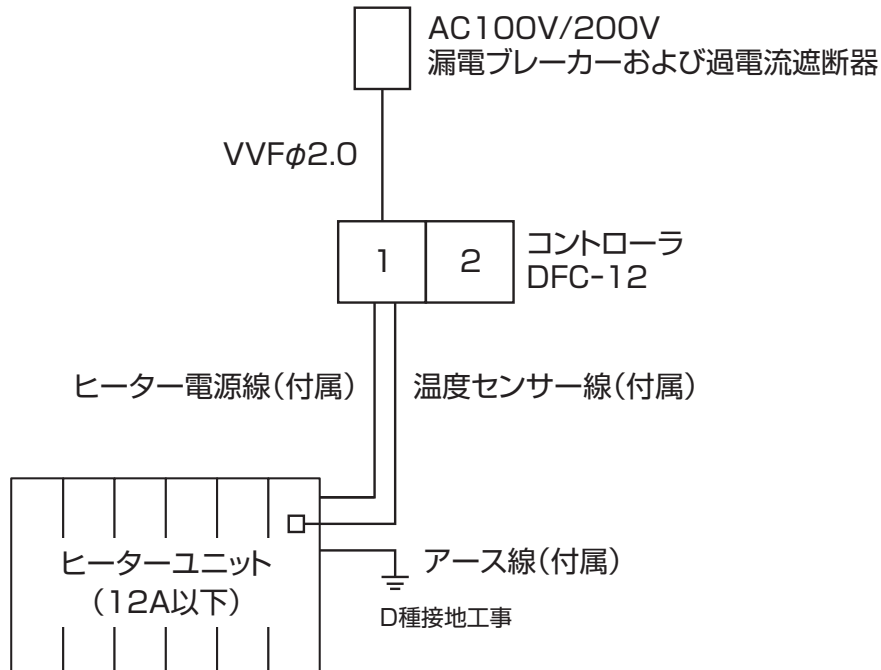 AC100V/200V
漏電ブレーカーおよび過電流遮断器
VVFφ2.0
1
2
コントローラ
DFC-12
ヒーター電源線(付属)
温度センサー線(付属)
ヒーターユニット
(12A以下)
アース線(付属)
D種接地工事